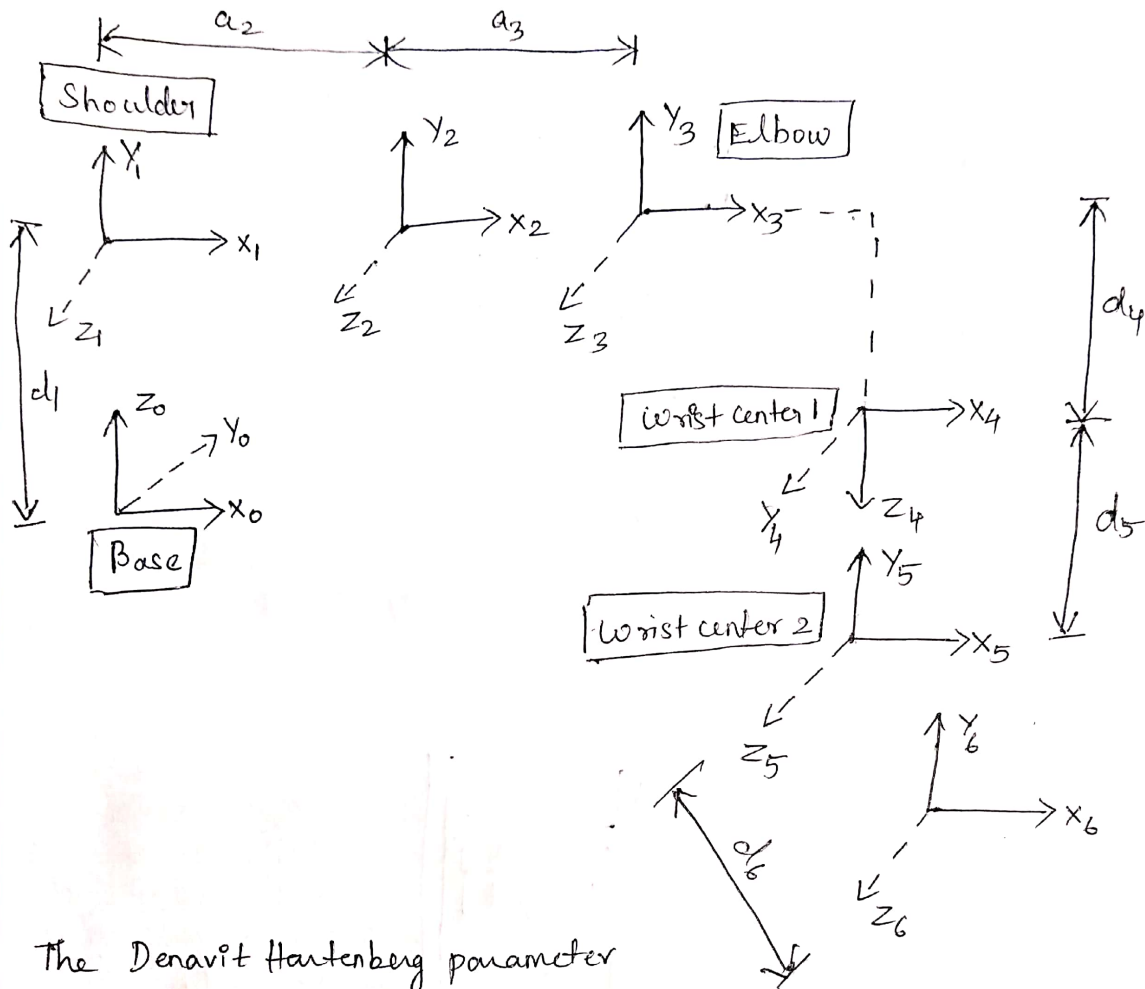 a2 a3
Shoulder
Y1 Y2 Y3 Elbow
X1 X2 X3
Z1 Z2 Z3
d1 d4
Z0 Y0
X0
Base
Wrist center 1 X4
Y4 Z4
d5
Y5
Wrist center 2 X5
Z5
Y6
X6
d6
Z6
The Denavit Hartenberg parameter